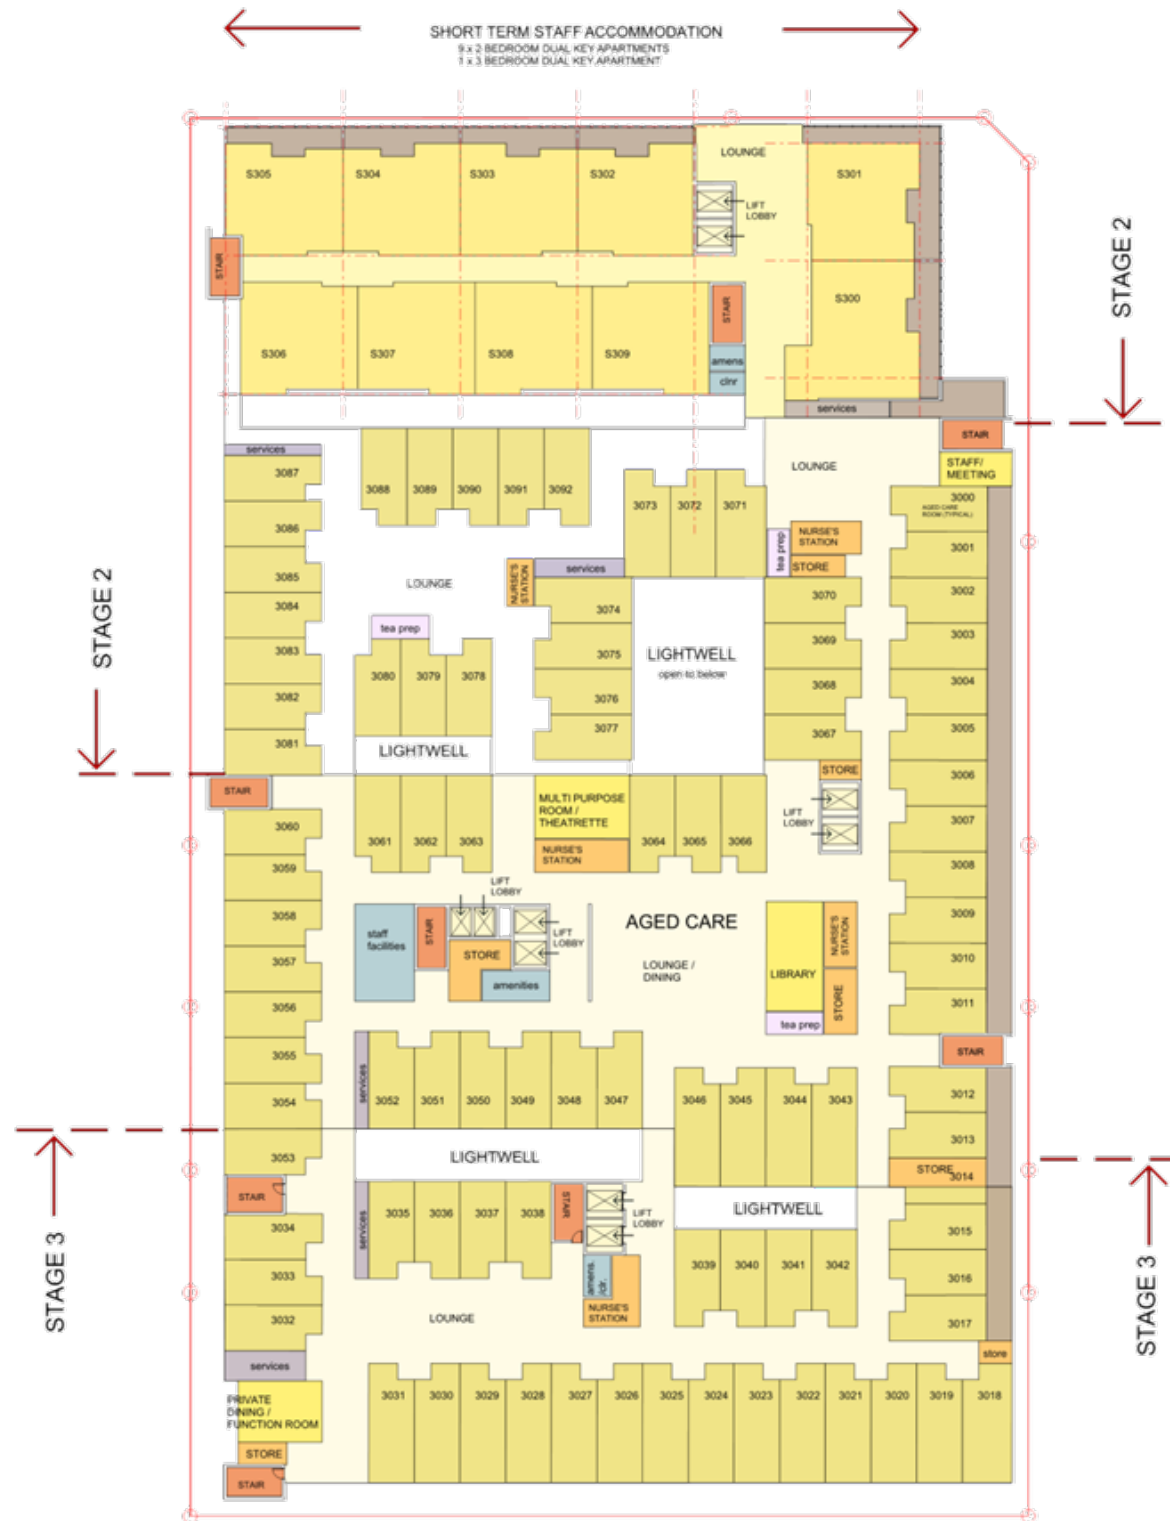 SHORT TERM STAFF ACCOMMODATION
9 x 2 BEDROOM DUAL KEY APARTMENTS
1 x 3 BEDROOM DUAL KEY APARTMENT
LOUNGE
S305
S304
S303
S302
S301
LIFT
LOBBY
STAIR
STAGE 2
S300
STAIR
S306
S307
S308
S309
amens
clnr
services
STAIR
services
LOUNGE
STAFF/
MEETING
3087
3088
3089
3090
3091
3092
3073
3072
3071
3000
AGED CARE
ROOM (TYPICAL)
3086
NURSE'S
STATION
3001
tea prep
STORE
services
NURSE'S
STATION
3085
LOUNGE
3084
3074
3070
3002
STAGE 2
tea prep
3083
3075
LIGHTWELL
open to below
3069
3003
3080
3079
3078
3082
3076
3068
3004
3077
3067
3005
3081
LIGHTWELL
STORE
3006
STAIR
MULTI PURPOSE
ROOM /
THEATRETTE
LIFT
LOBBY
3060
3061
3062
3063
3064
3065
3066
3007
NURSE'S
STATION
3059
3008
LIFT
LOBBY
3058
staff
facilities
STAIR
AGED CARE
3009
LIFT
LOBBY
NURSE'S
STATION
3057
STORE
LOUNGE /
DINING
LIBRARY
3010
amenities
3056
STORE
3011
tea prep
3055
STAIR
services
3054
3052
3051
3050
3049
3048
3047
3046
3045
3044
3043
3012
3053
LIGHTWELL
3013
STORE
3014
STAIR
STAIR
3034
services
3035
3036
3037
3038
LIFT
LOBBY
LIGHTWELL
3015
STAGE 3
3033
3039
3040
3041
3042
3016
amens.
/clr.
STAGE 3
3032
LOUNGE
NURSE'S
STATION
3017
store
services
3031
3030
3029
3028
3027
3026
3025
3024
3023
3022
3021
3020
3019
3018
PRIVATE
DINING /
FUNCTION ROOM
STORE
STAIR